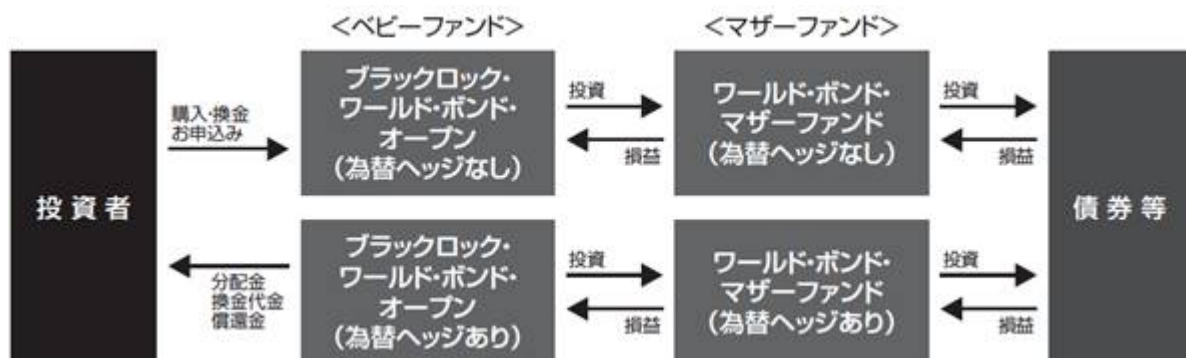 ＜ベビーファンド＞
＜マザーファンド＞
投資者
購入・換金
お申込み
分配金
換金代金
償還金
ブラックロック・
ワールド・ボンド・
オープン
（為替ヘッジなし）
投資
損益
ワールド・ボンド・
マザーファンド
（為替ヘッジなし）
投資
損益
ブラックロック・
ワールド・ボンド・
オープン
（為替ヘッジあり）
投資
損益
ワールド・ボンド・
マザーファンド
（為替ヘッジあり）
投資
損益
債券等